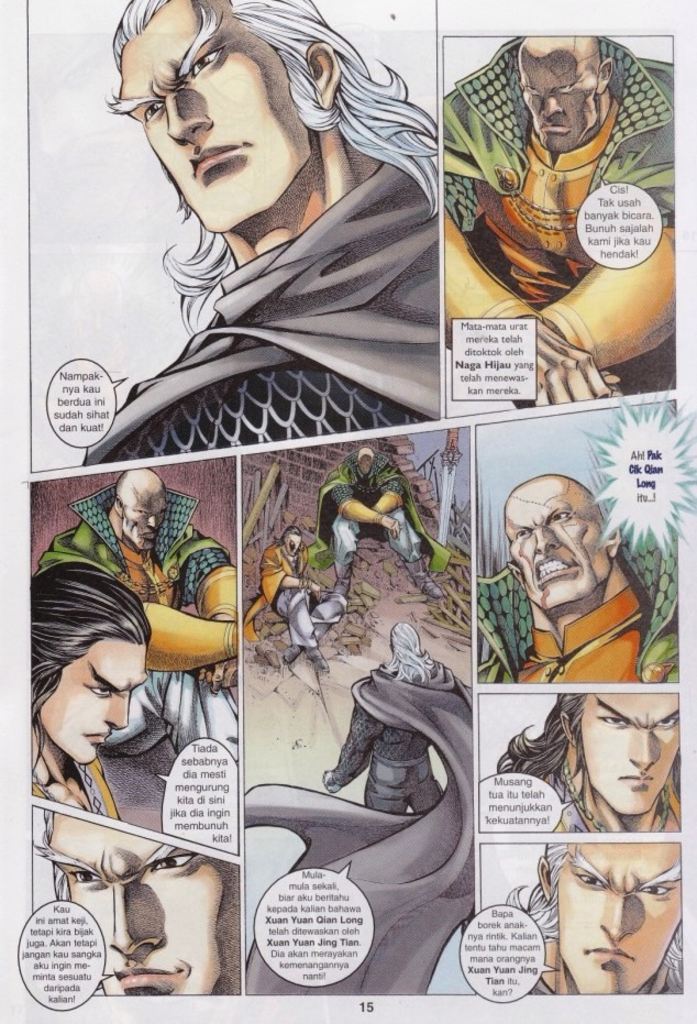 Nampak-
nya kau
berdua ini
sudah sihat
dan kuat!
Cis!
Tak usah
banyak bicara.
Bunuh sajalah
kami jika kau
hendak!
Mata-mata urat
mereka telah
ditoktok oleh
Naga Hijau yang
telah menewas-
kan mereka.
Tiada
sebabnya
dia mesti
mengurung
kita di sini
jika dia ingin
membunuh
kita!
Ah! Pak
Cik Qian
Long
itu...!
Musang
tua itu telah
menunjukkan
kekuatannya!
Kau
ini amat keji,
tetapi kira bijak
juga. Akan tetapi
jangan kau sangka
aku ingin me-
minta sesuatu
daripada
kalian!
Mula-
mula sekali,
biar aku beritahu
kepada kalian bahawa
Xuan Yuan Qian Long
telah ditewaskan oleh
Xuan Yuan Jing Tian.
Dia akan merayakan
kemenangannya
nanti!
Bapa
borek anak-
nya rintik. Kalian
tentu tahu macam
mana orangnya
Xuan Yuan Jing
Tian itu,
kan?
15